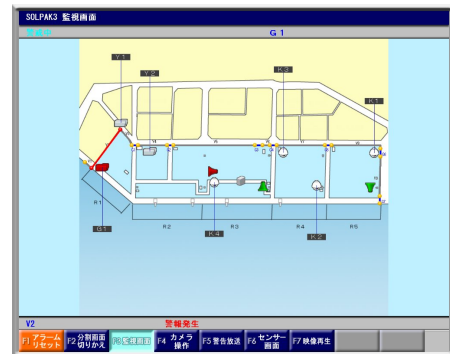 SOLPAK3 監視画面
警戒中 G 1
Y 1
Y 2
K 3
K 1
R 1
R 2
R 3
R 4
R 5
G 1
K 4
K 2
V2 警報発生
F1 アラームリセット F2 分割画面切りかえ F3 監視画面 F4 カメラ操作 F5 警告放送 F6 センサー画面 F7 映像再生